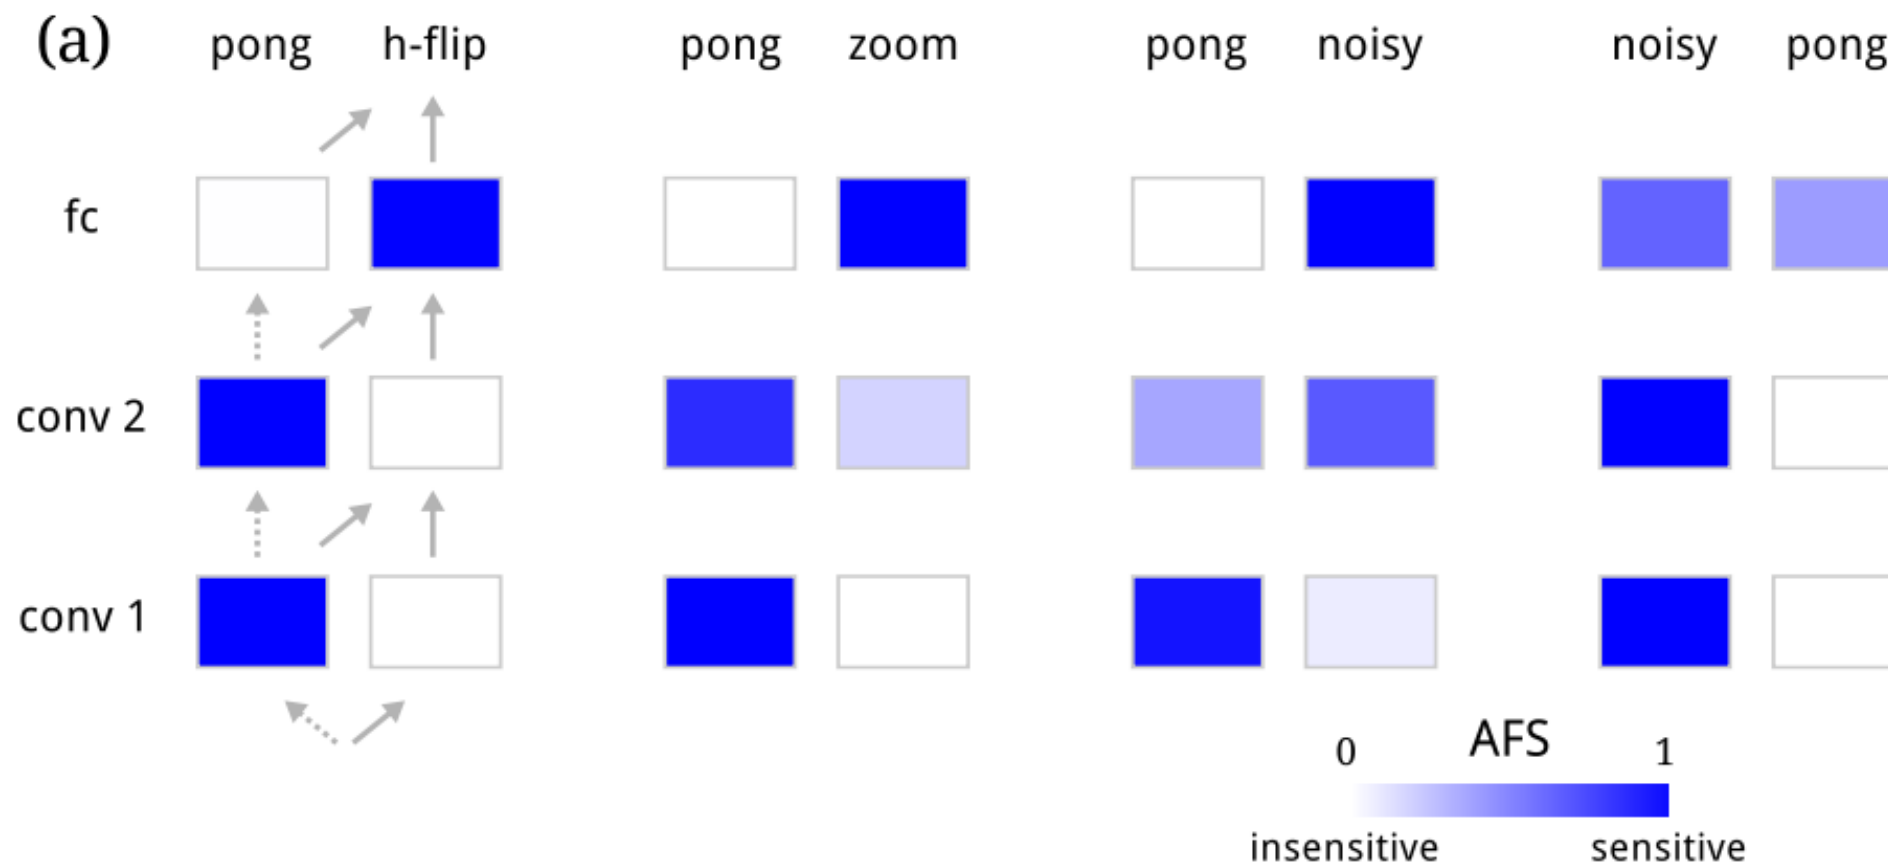 (a) pong h-flip pong zoom pong noisy noisy pong
fc
conv 2
conv 1
0 AFS 1
insensitive sensitive